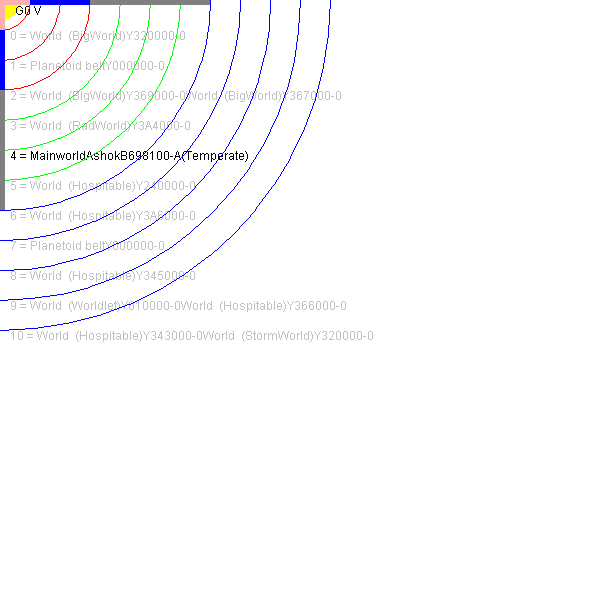 G0 V
0 = World  (BigWorld)Y320000-0
1 = Planetoid beltY000000-0
2 = World  (BigWorld)Y369000-0World  (BigWorld)Y367000-0
3 = World  (RadWorld)Y3A4000-0
4 = MainworldAshokB698100-A(Temperate)
5 = World  (Hospitable)Y240000-0
6 = World  (Hospitable)Y3A6000-0
7 = Planetoid beltY000000-0
8 = World  (Hospitable)Y345000-0
9 = World  (Worldlet)Y010000-0World  (Hospitable)Y366000-0
10 = World  (Hospitable)Y343000-0World  (StormWorld)Y320000-0